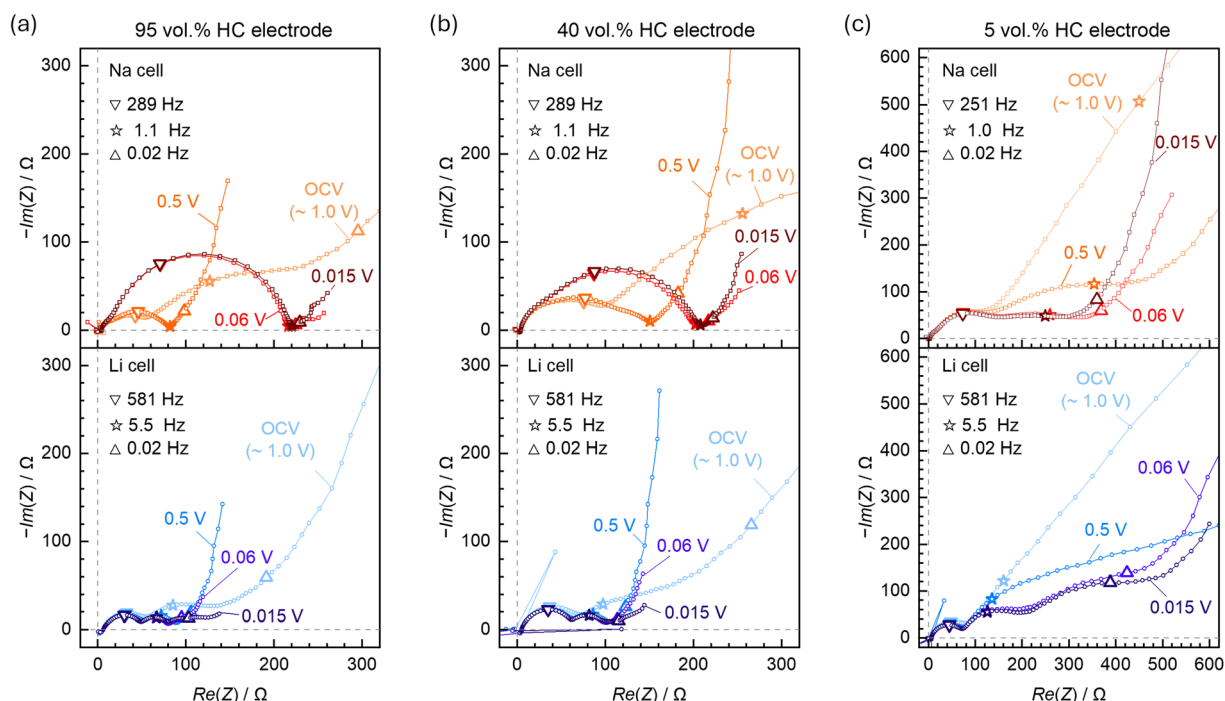 (a)
95 vol.% HC electrode
(b)
40 vol.% HC electrode
(c)
5 vol.% HC electrode
Na cell
289 Hz
1.1 Hz
0.02 Hz
0.5 V
OCV
(~ 1.0 V)
0.015 V
0.06 V
300
200
100
0
−Im(Z) / Ω
Na cell
289 Hz
1.1 Hz
0.02 Hz
0.5 V
OCV
(~ 1.0 V)
0.015 V
0.06 V
300
200
100
0
−Im(Z) / Ω
Na cell
251 Hz
1.0 Hz
0.02 Hz
OCV
(~ 1.0 V)
0.015 V
0.5 V
0.06 V
600
500
400
300
200
100
0
−Im(Z) / Ω
Li cell
581 Hz
5.5 Hz
0.02 Hz
OCV
(~ 1.0 V)
0.5 V
0.06 V
0.015 V
300
200
100
0
−Im(Z) / Ω
0 100 200 300
Re(Z) / Ω
Li cell
581 Hz
5.5 Hz
0.02 Hz
OCV
(~ 1.0 V)
0.5 V
0.06 V
0.015 V
300
200
100
0
−Im(Z) / Ω
0 100 200 300
Re(Z) / Ω
Li cell
581 Hz
5.5 Hz
0.02 Hz
OCV
(~ 1.0 V)
0.06 V
0.5 V
0.015 V
600
500
400
300
200
100
0
−Im(Z) / Ω
0 100 200 300 400 500 600
Re(Z) / Ω